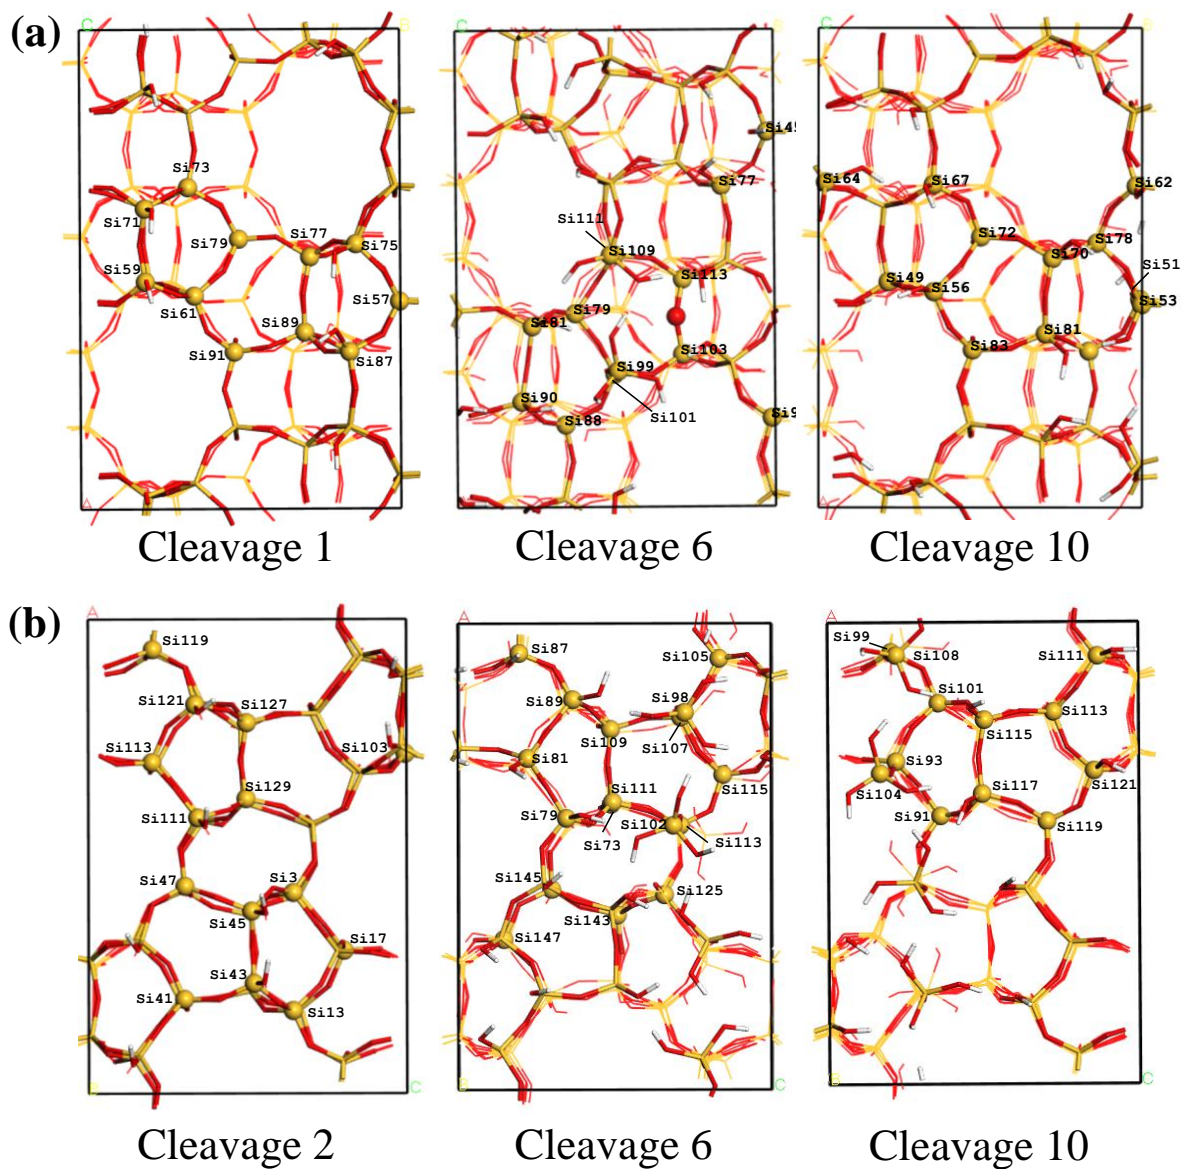 (a)
C B
C B
C B
Si73
Si71
Si79
Si77
Si75
Si59
Si61
Si57
Si89
Si91
Si87
A
Si77
Si111
Si109
Si113
Si79
Si81
Si103
Si99
Si90
Si101
Si88
A
Si64
Si67
Si62
Si72
Si78
Si70
Si51
Si49
Si56
Si53
Si81
Si83
A
Cleavage 1
Cleavage 6
Cleavage 10
(b)
A
Si119
Si121
Si127
Si113
Si103
Si129
Si111
Si47
Si3
Si45
Si17
Si43
Si41
Si13
B C
A
Si87
Si105
Si89
Si98
Si109
Si107
Si81
Si111
Si115
Si79
Si102
Si73
Si113
Si145
Si125
Si143
Si147
B C
A
Si99
Si108
Si111
Si101
Si113
Si115
Si93
Si104
Si117
Si121
Si91
Si119
B C
Cleavage 2
Cleavage 6
Cleavage 10